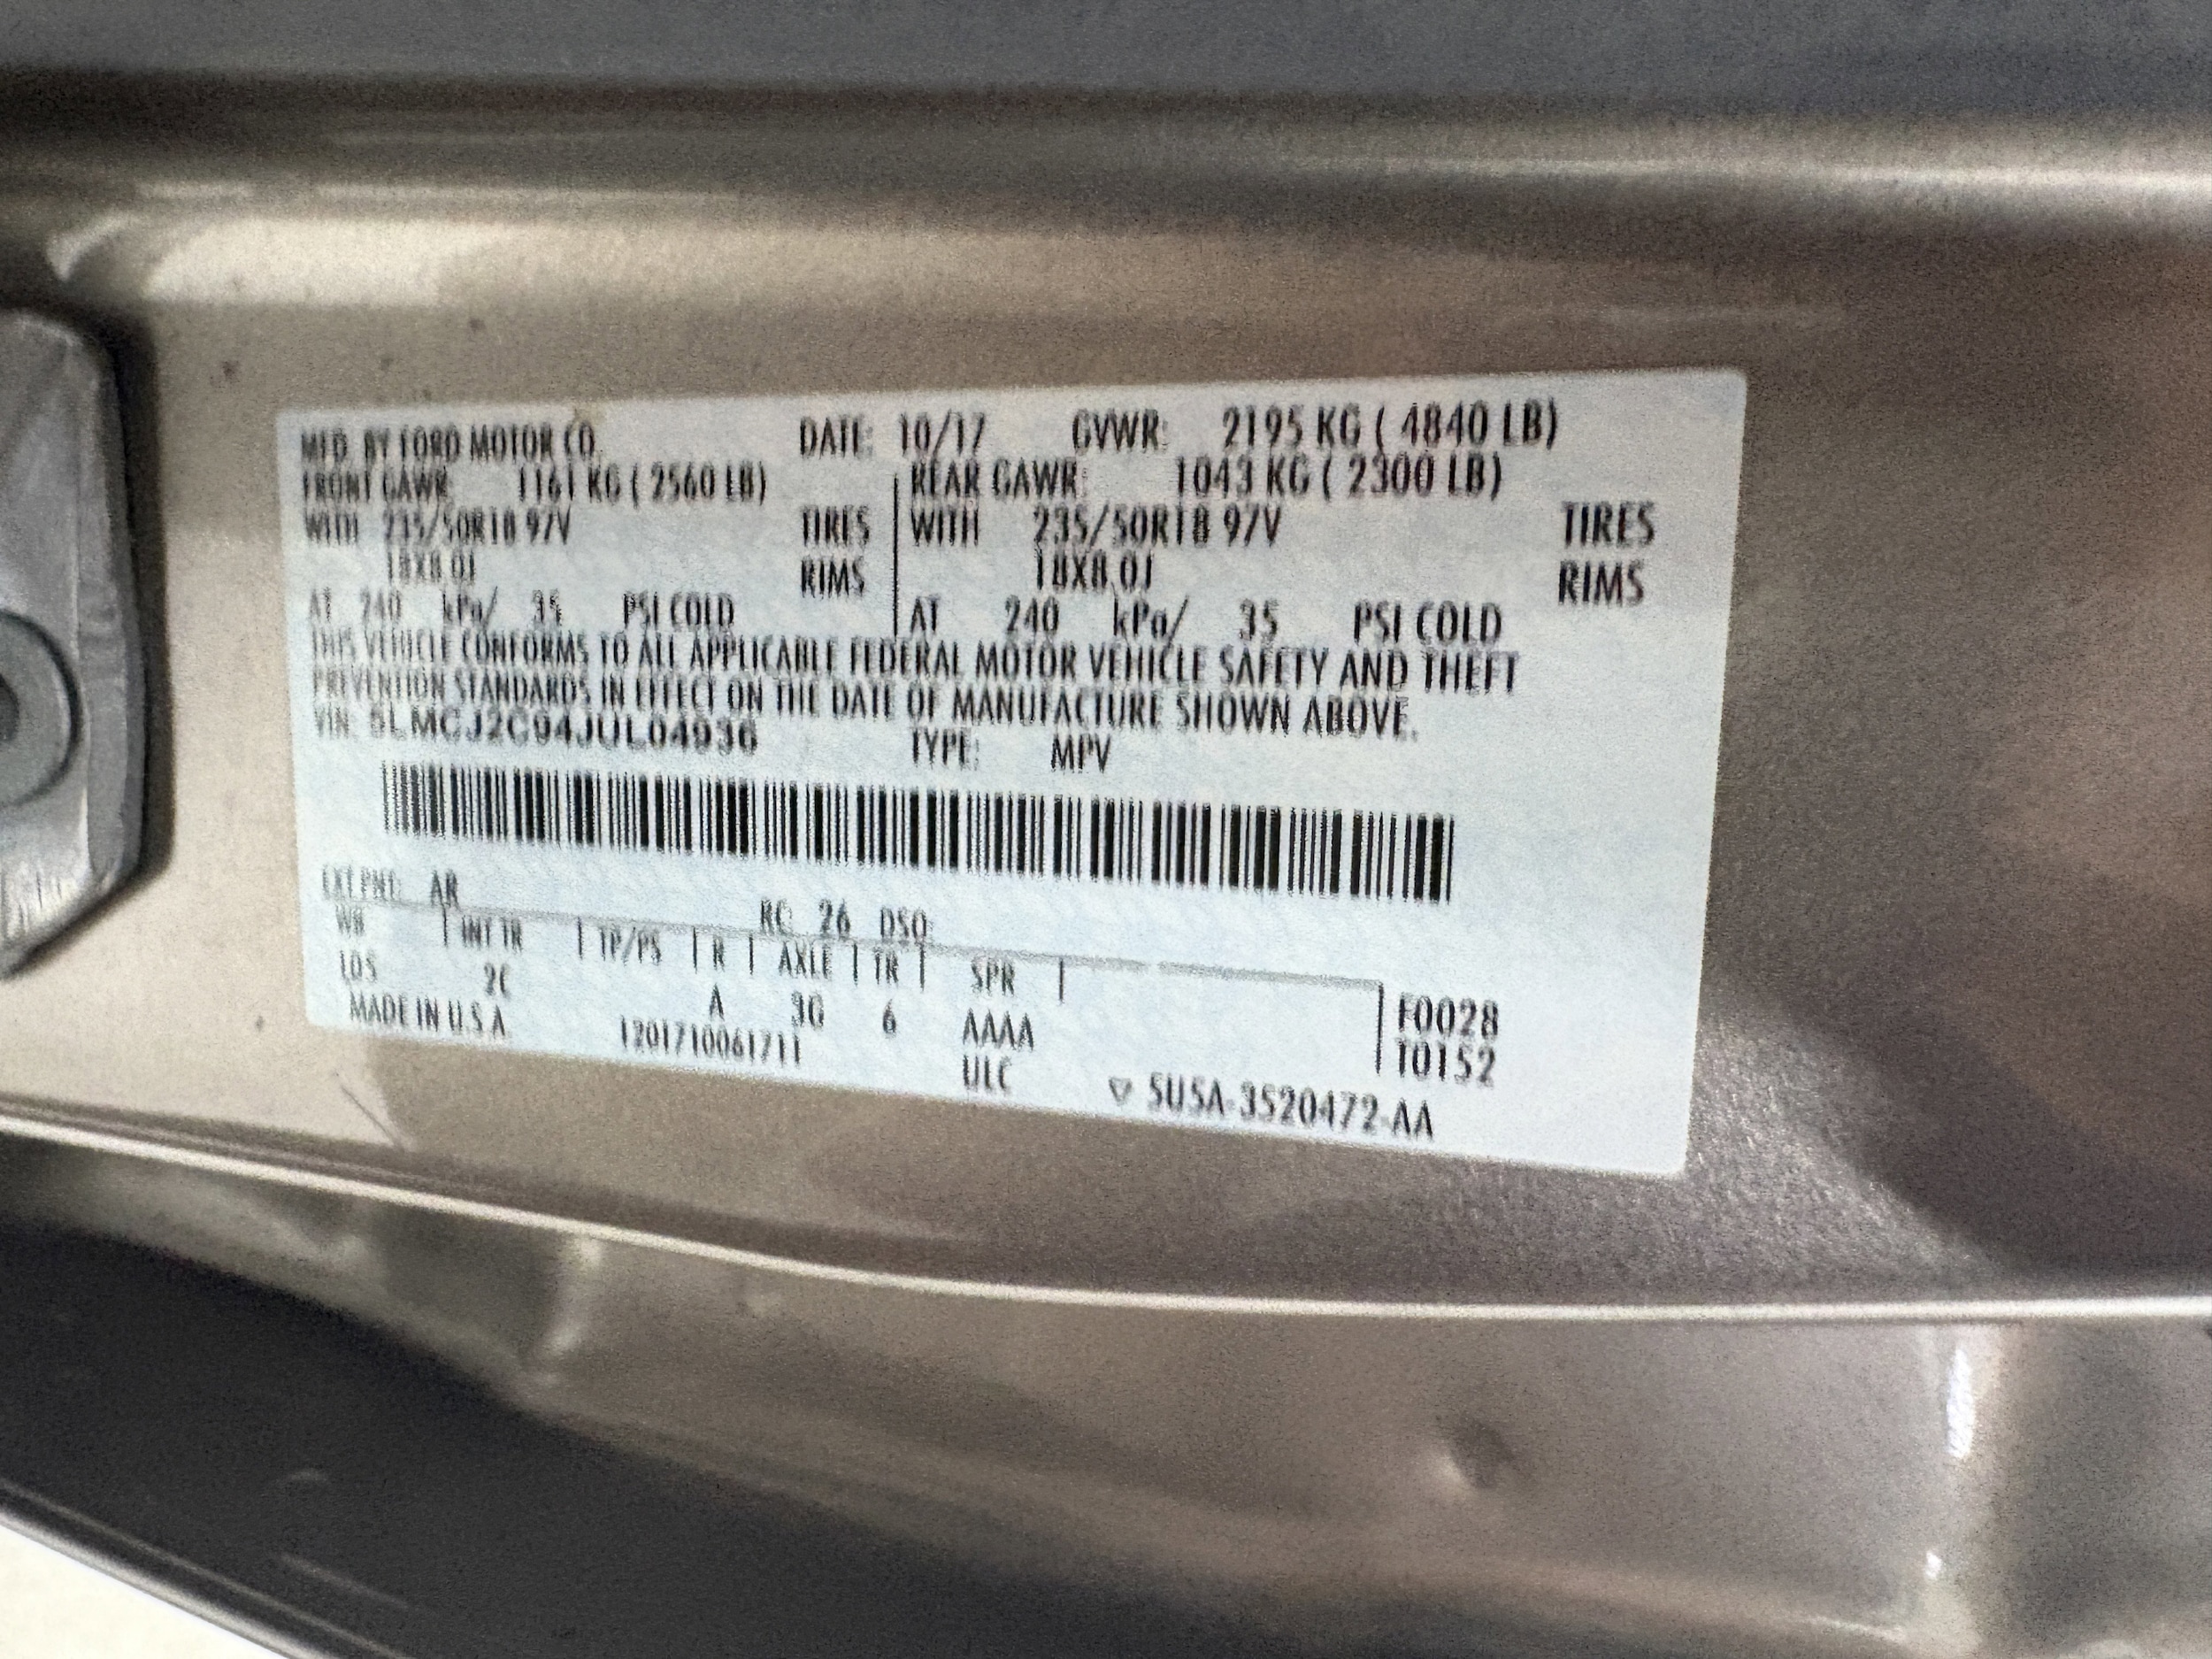 MFD. BY FORD MOTOR CO. DATE: 10/17 GVWR: 2195 KG ( 4840 LB)
FRONT GAWR: 1161 KG ( 2560 LB) REAR GAWR: 1043 KG ( 2300 LB)
WITH 235/50R18 97V TIRES WITH 235/50R18 97V TIRES
18X8.0J RIMS 18X8.0J RIMS
AT 240 kPa/ 35 PSI COLD AT 240 kPa/ 35 PSI COLD
THIS VEHICLE CONFORMS TO ALL APPLICABLE FEDERAL MOTOR VEHICLE SAFETY AND THEFT
PREVENTION STANDARDS IN EFFECT ON THE DATE OF MANUFACTURE SHOWN ABOVE.
VIN: 5LMCJ2C94JUL04936 TYPE: MPV
EXT PNT: AR RC: 26 DSO:
WB INT TR TP/PS R AXLE TR SPR
105 2C A 3G 6 AAAA F0028
MADE IN U.S.A. 1201710061711 ULC T0152
▽ 5U5A-3520472-AA